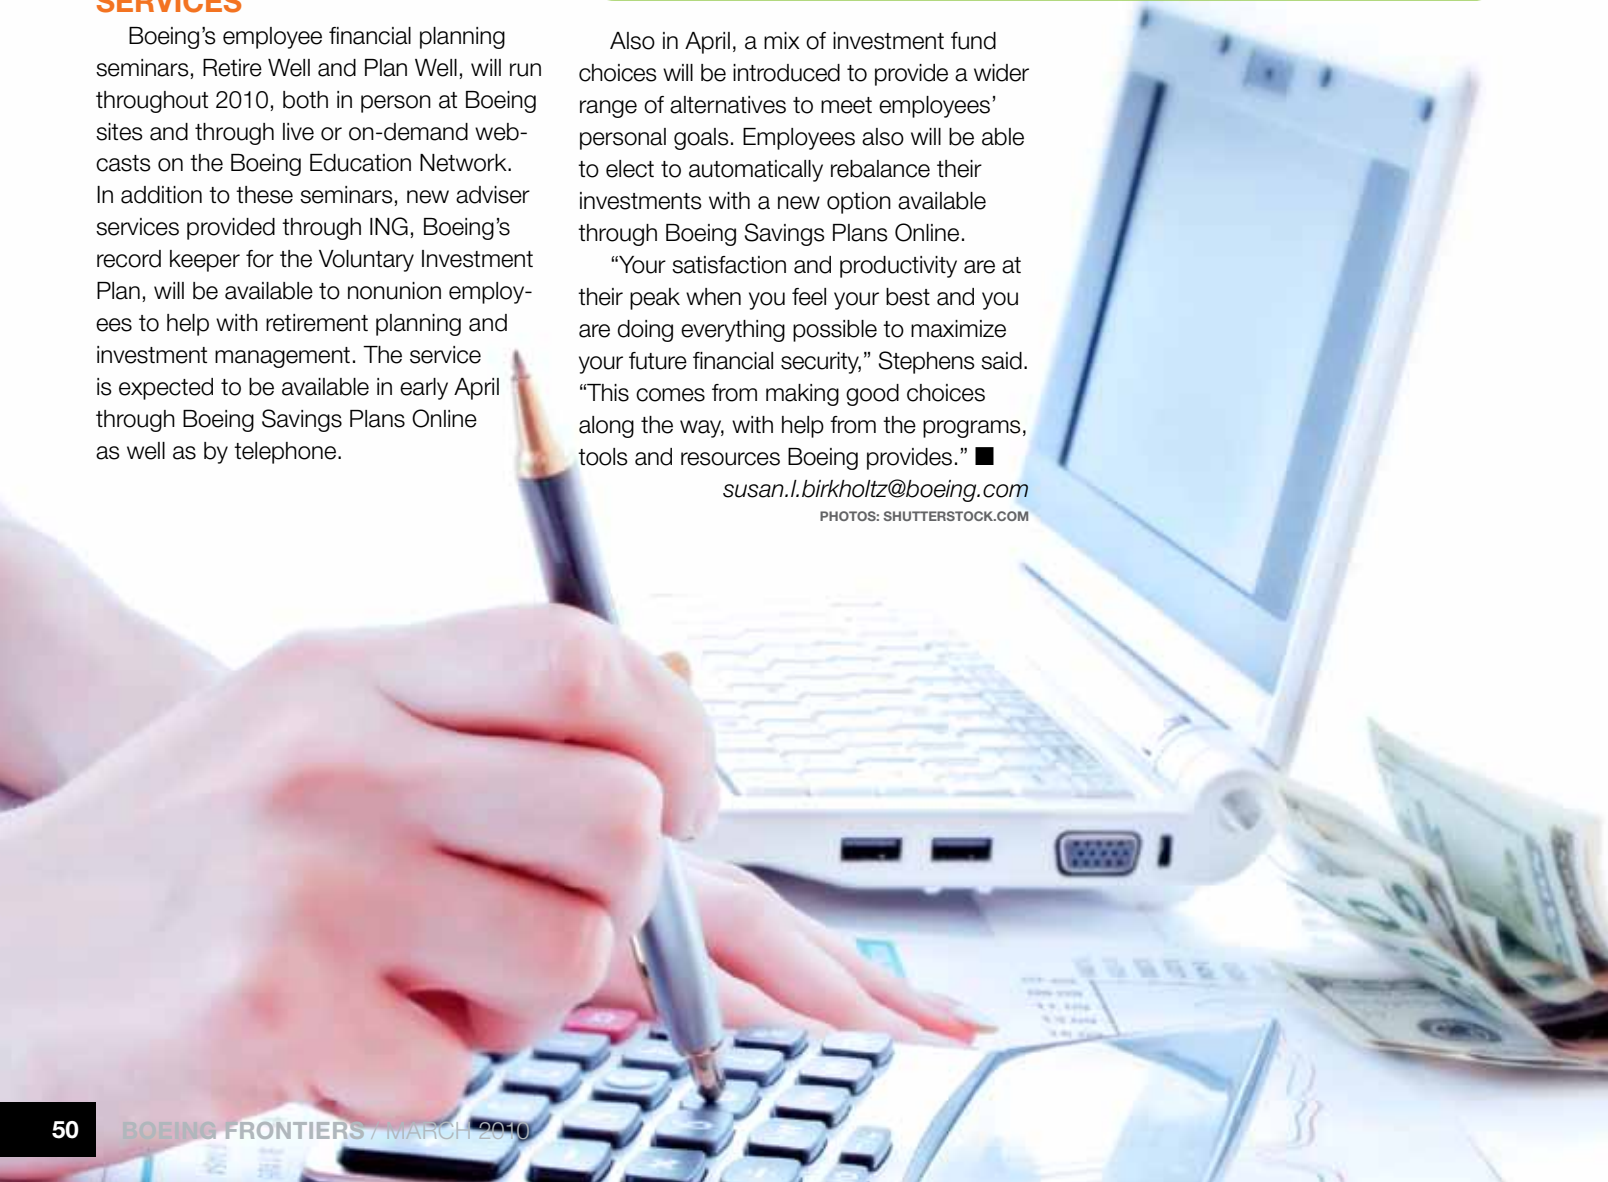 SERVICES
Boeing’s employee financial planning
seminars, Retire Well and Plan Well, will run
throughout 2010, both in person at Boeing
sites and through live or on-demand web-
casts on the Boeing Education Network.
In addition to these seminars, new adviser
services provided through ING, Boeing’s
record keeper for the Voluntary Investment
Plan, will be available to nonunion employ-
ees to help with retirement planning and
investment management. The service
is expected to be available in early April
through Boeing Savings Plans Online
as well as by telephone.
Also in April, a mix of investment fund
choices will be introduced to provide a wider
range of alternatives to meet employees’
personal goals. Employees also will be able
to elect to automatically rebalance their
investments with a new option available
through Boeing Savings Plans Online.
“Your satisfaction and productivity are at
their peak when you feel your best and you
are doing everything possible to maximize
your future financial security,” Stephens said.
“This comes from making good choices
along the way, with help from the programs,
tools and resources Boeing provides.” ■
susan.l.birkholtz@boeing.com
PHOTOS: SHUTTERSTOCK.COM
50 BOEING FRONTIERS / MARCH 2010